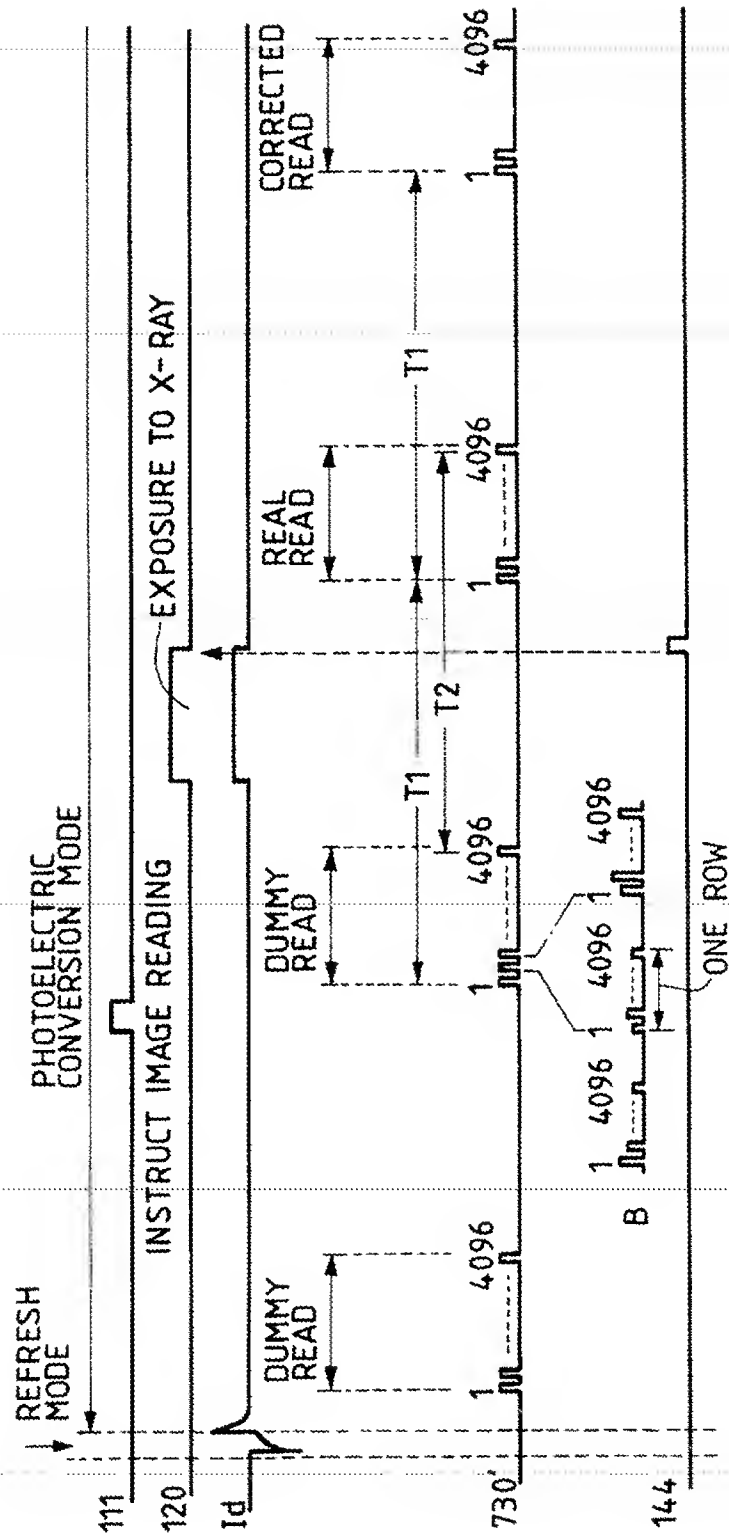 REFRESH
MODE
PHOTOELECTRIC
CONVERSION MODE
111
INSTRUCT IMAGE READING
EXPOSURE TO X-RAY
120
Id
DUMMY
READ
DUMMY
READ
REAL
READ
CORRECTED
READ
T1
T1
T2
730'
1
4096
1
4096
1
4096
1
4096
B
1
4096
1
4096
1
4096
ONE ROW
144